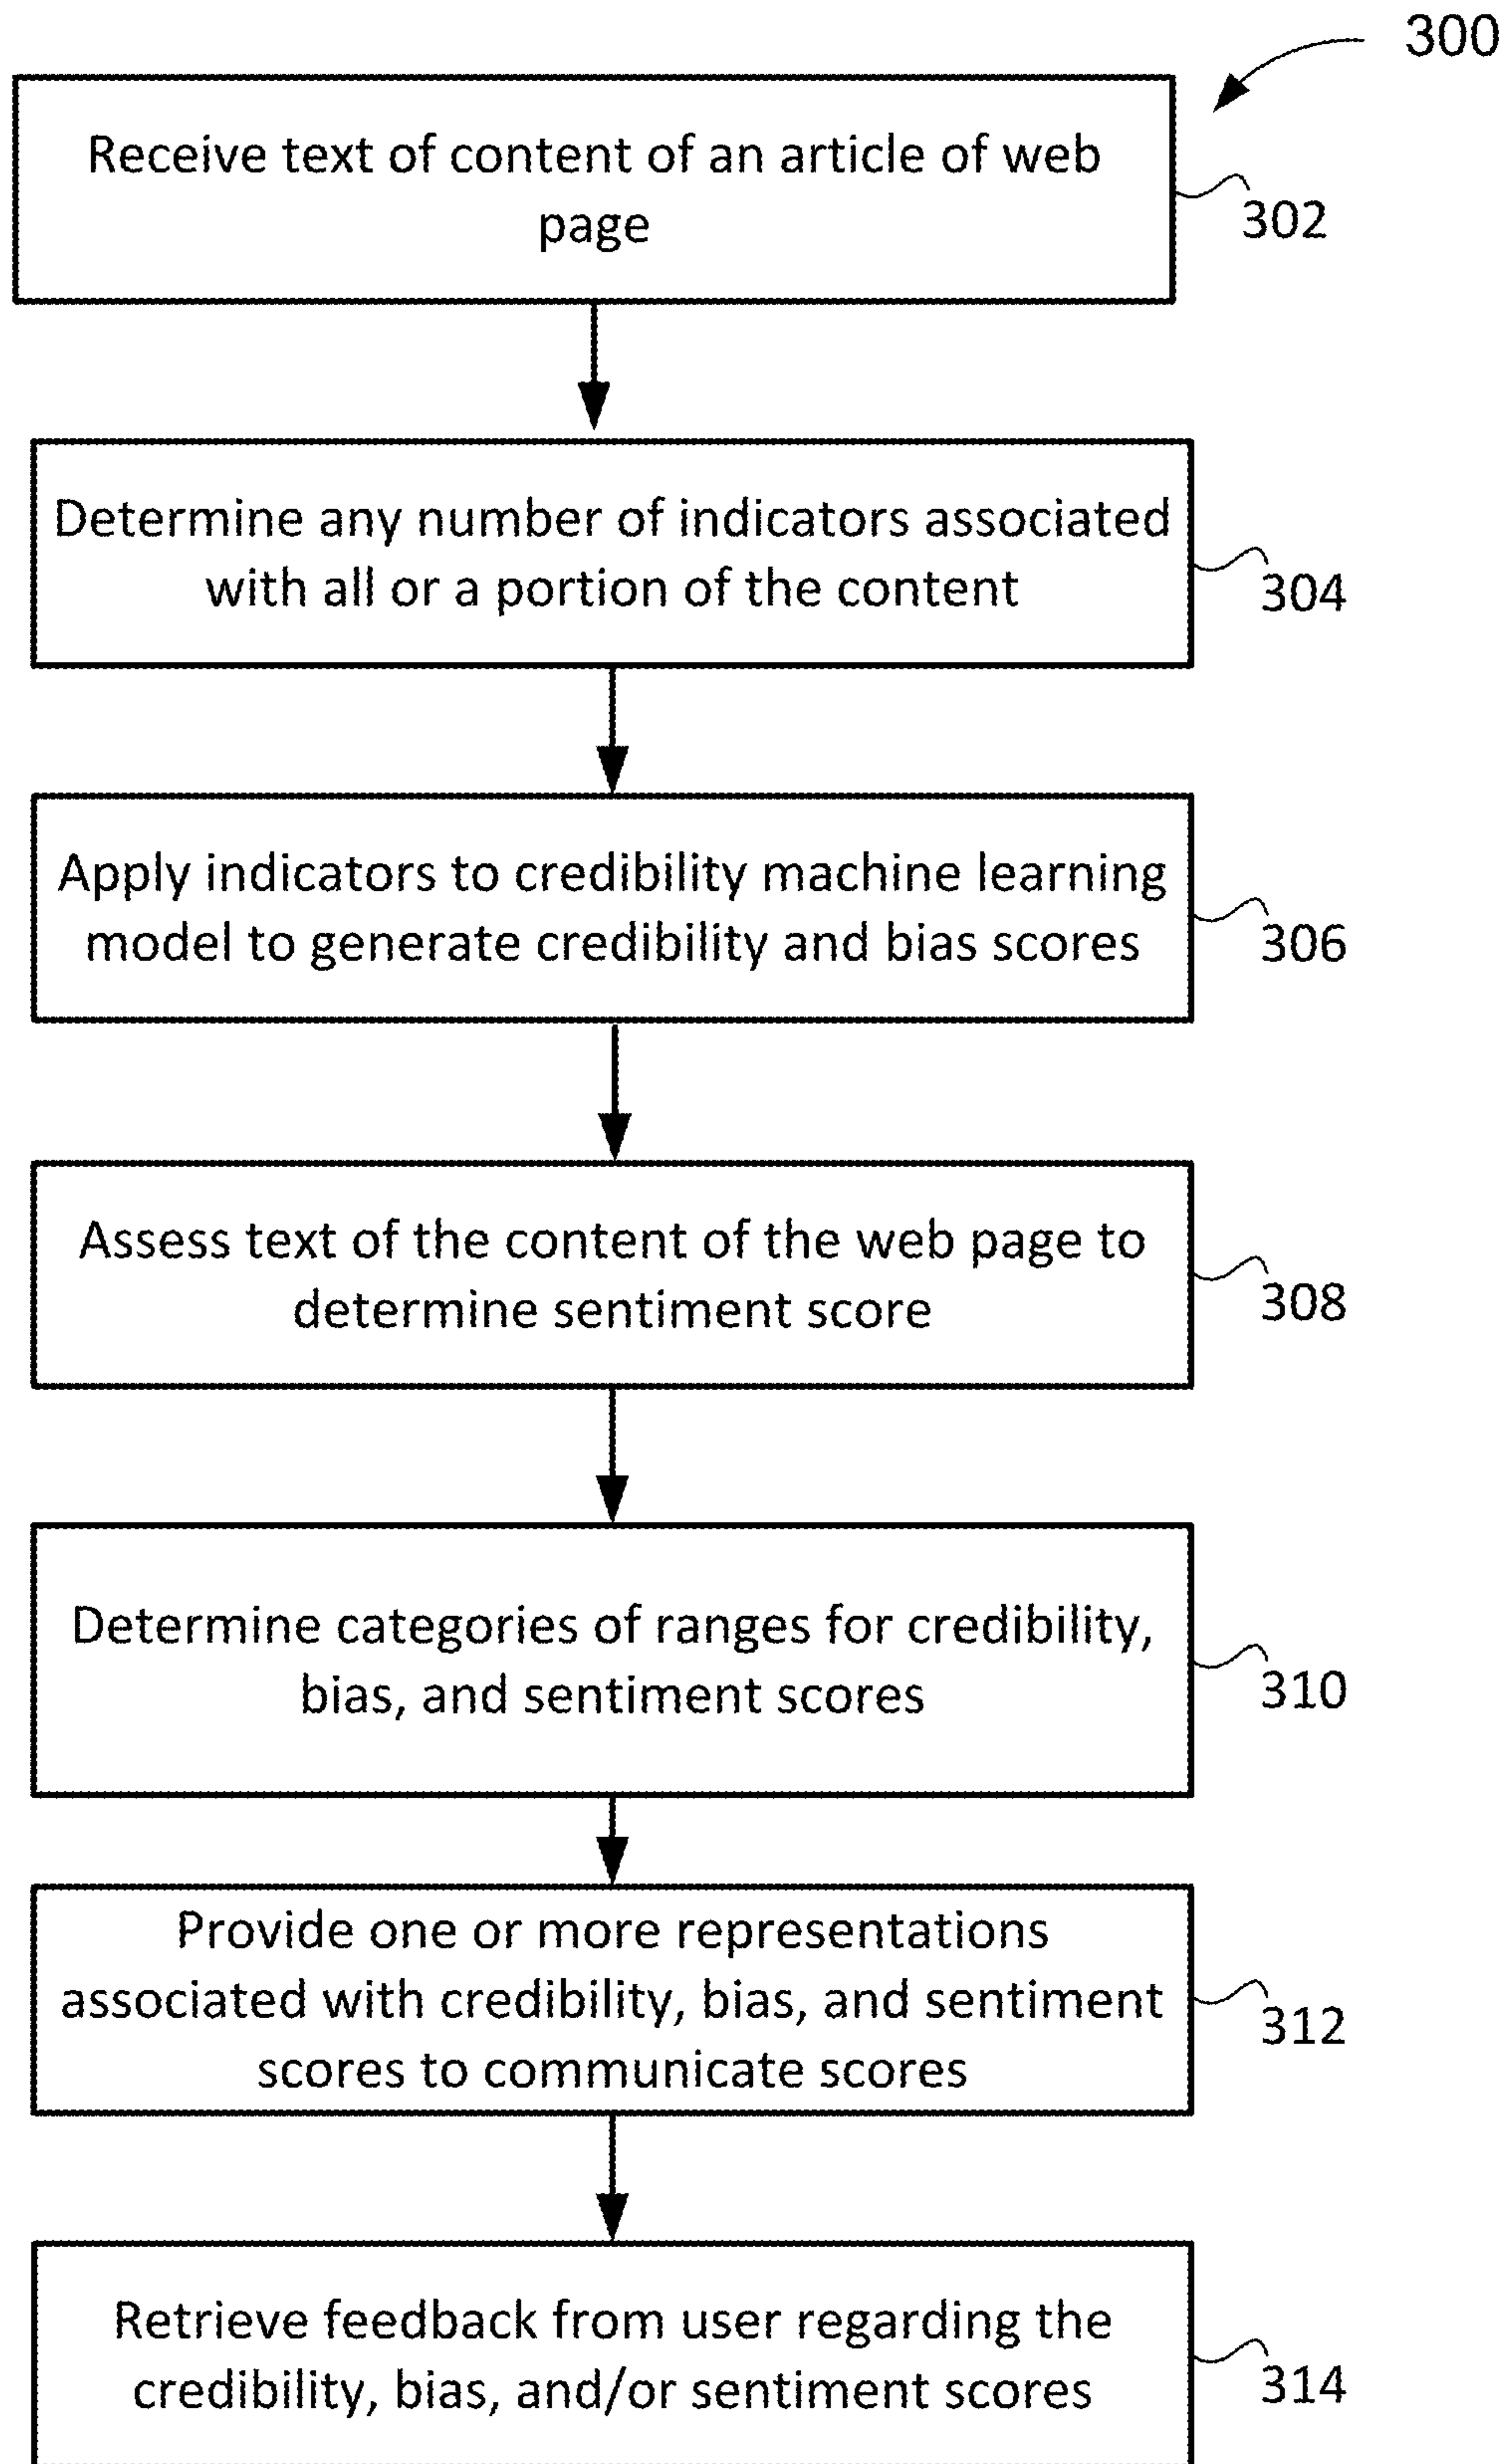 300
Receive text of content of an article of web
page
302
Determine any number of indicators associated
with all or a portion of the content
304
Apply indicators to credibility machine learning
model to generate credibility and bias scores
306
Assess text of the content of the web page to
determine sentiment score
308
Determine categories of ranges for credibility,
bias, and sentiment scores
310
Provide one or more representations
associated with credibility, bias, and sentiment
scores to communicate scores
312
Retrieve feedback from user regarding the
credibility, bias, and/or sentiment scores
314